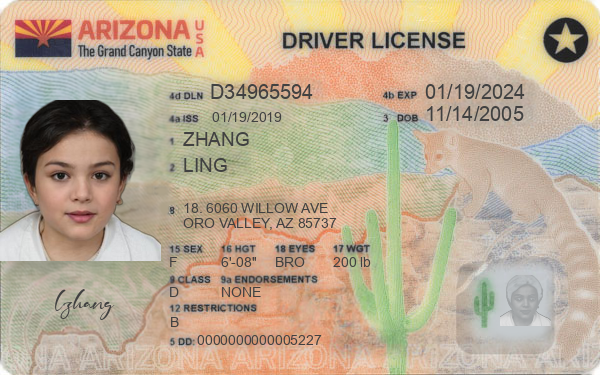 ARIZONA USA
The Grand Canyon State
DRIVER LICENSE
4d DLN D34965594
4b EXP 01/19/2024
4a ISS 01/19/2019
3 DOB 11/14/2005
1 ZHANG
2 LING
8 18. 6060 WILLOW AVE
ORO VALLEY, AZ 85737
15 SEX 16 HGT 18 EYES 17 WGT
F 6'-08" BRO 200 lb
9 CLASS 9a ENDORSEMENTS
D NONE
12 RESTRICTIONS
B
lzhang
5 DD: 0000000000005227
ARIZONA ARIZONA ARIZONA ARIZONA